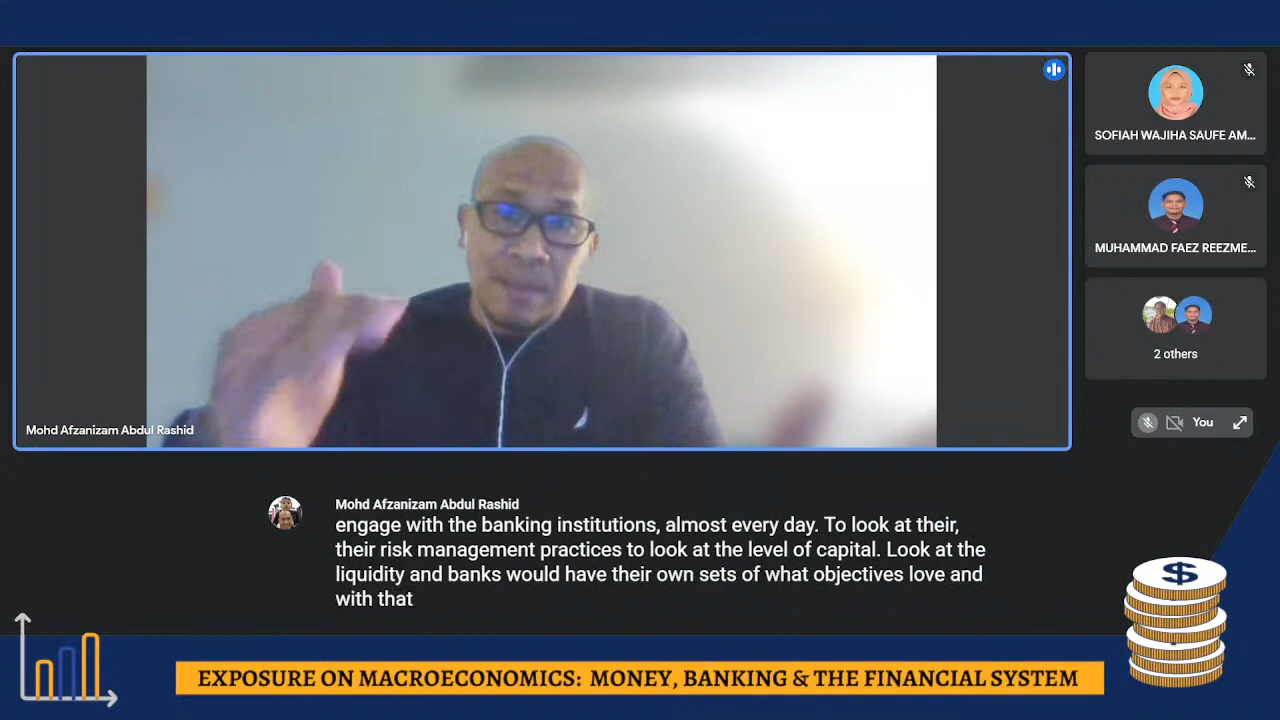 SOFIAH WAJIHA SAUFE AM...
MUHAMMAD FAEZ REEZME...
2 others
You
Mohd Afzanizam Abdul Rashid
Mohd Afzanizam Abdul Rashid
engage with the banking institutions, almost every day. To look at their,
their risk management practices to look at the level of capital. Look at the
liquidity and banks would have their own sets of what objectives love and
with that
$
EXPOSURE ON MACROECONOMICS: MONEY, BANKING & THE FINANCIAL SYSTEM